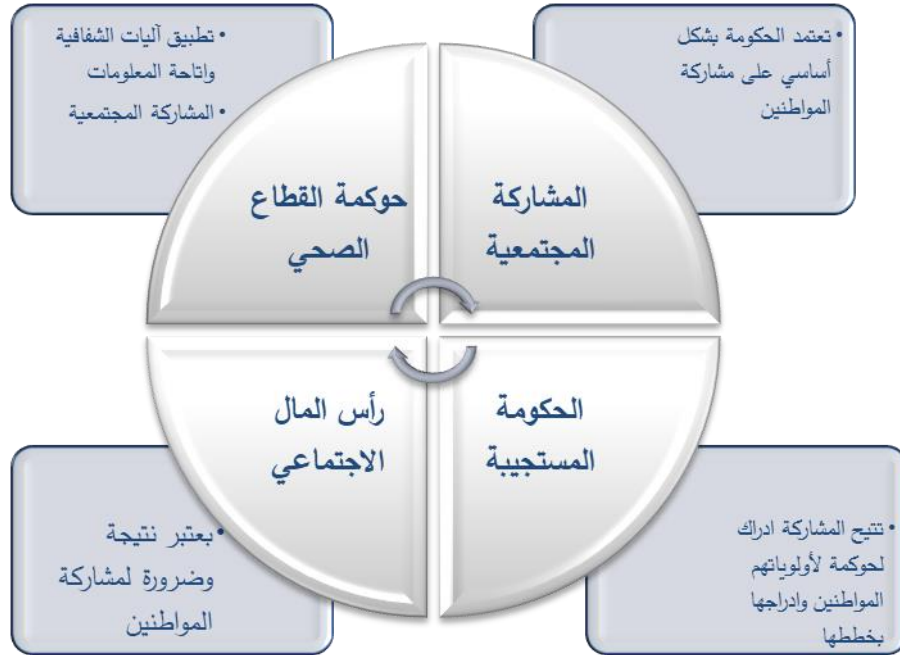 • تعتمد الحكومة بشكل
أساسي على مشاركة
المواطنين
• تطبيق آليات الشفافية
واتاحة المعلومات
• المشاركة المجتمعية
المشاركة
المجتمعية
حوكمة القطاع
الصحي
الحكومة
المستجيبة
رأس المال
الاجتماعي
• تتيح المشاركة ادراك
لحوكمة لأولوياتهم
المواطنين وادراجها
بخططها
• بعتبر نتيجة
وضرورة لمشاركة
المواطنين